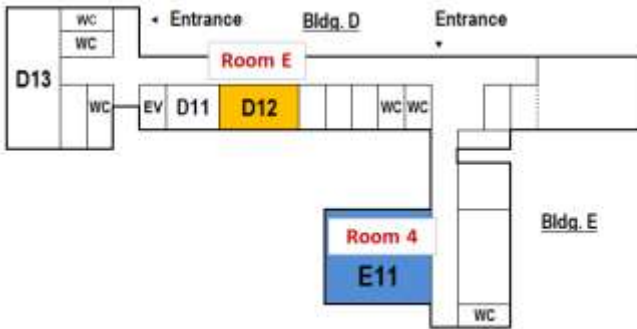 WC
◂ Entrance
Bldg. D
Entrance
▾
WC
Room E
D13
WC
EV
D11
D12
WC
WC
Room 4
Bldg. E
E11
WC